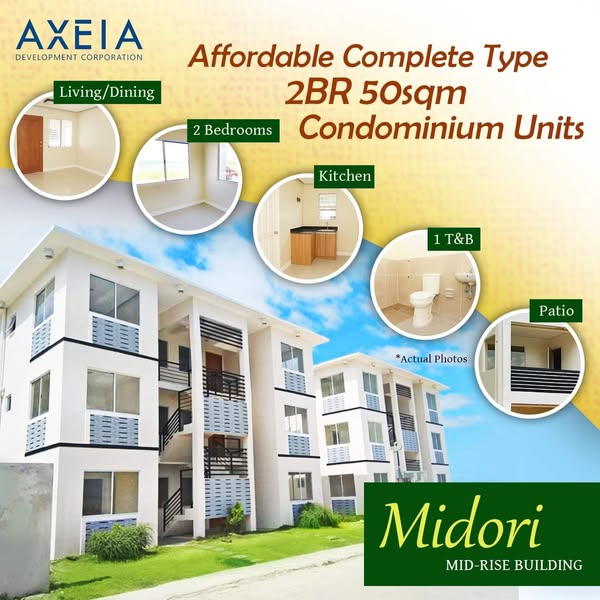 AXEIA
DEVELOPMENT CORPORATION
Affordable Complete Type
2BR 50sqm
Condominium Units
Living/Dining
2 Bedrooms
Kitchen
1 T&B
Patio
*Actual Photos
Midori
MID-RISE BUILDING